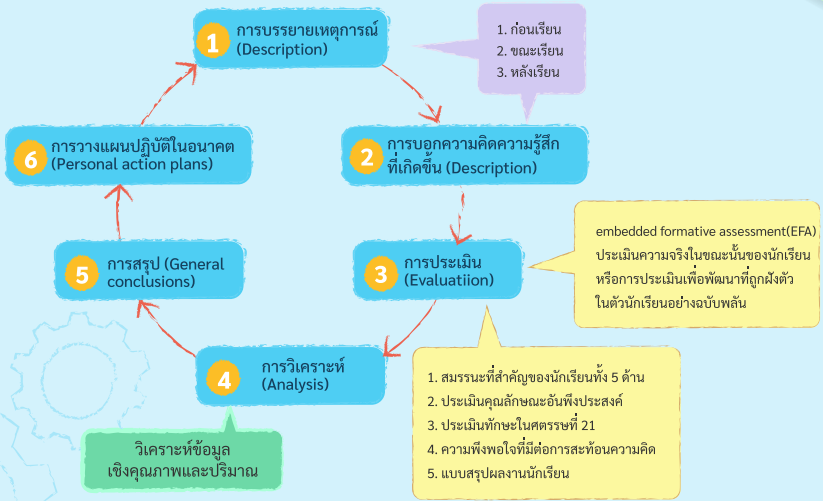 1
การบรรยายเหตุการณ์
(Description)
1. ก่อนเรียน
2. ขณะเรียน
3. หลังเรียน
2
การบอกความคิดความรู้สึก
ที่เกิดขึ้น (Description)
3
การประเมิน
(Evaluatiion)
embedded formative assessment(EFA)
ประเมินความจริงในขณะนั้นของนักเรียน
หรือการประเมินเพื่อพัฒนาที่ถูกฝังตัว
ในตัวนักเรียนอย่างฉบับพลัน
1. สมรรนะที่สำคัญของนักเรียนทั้ง 5 ด้าน
2. ประเมินคุณลักษณะอันพึงประสงค์
3. ประเมินทักษะในศตรรษที่ 21
4. ความพึงพอใจที่มีต่อการสะท้อนความคิด
5. แบบสรุปผลงานนักเรียน
4
การวิเคราะห์
(Analysis)
วิเคราะห์ข้อมูล
เชิงคุณภาพและปริมาณ
5
การสรุป (General
conclusions)
6
การวางแผนปฏิบัติในอนาคต
(Personal action plans)